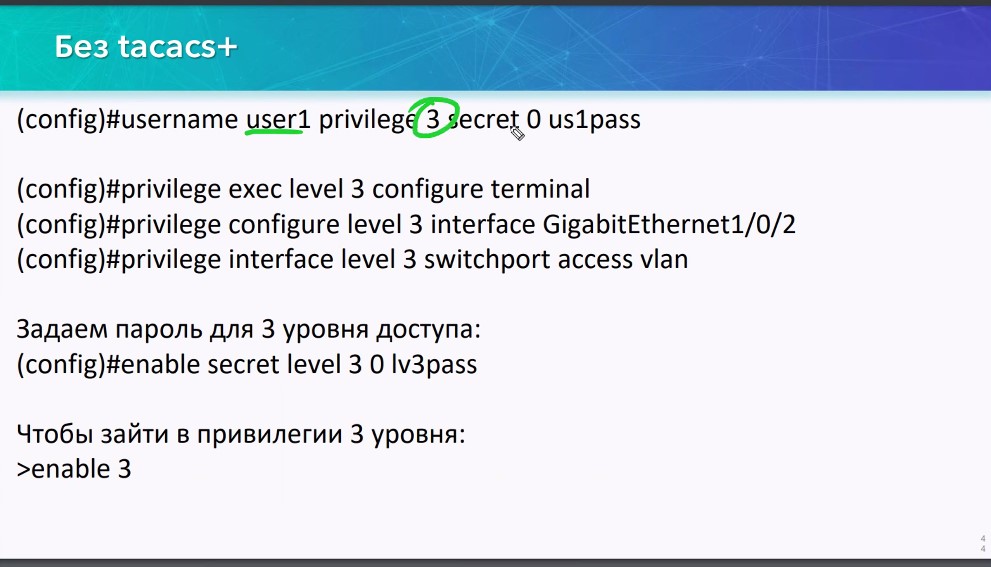 Без tacacs+
(config)#username user1 privilege 3 secret 0 us1pass
(config)#privilege exec level 3 configure terminal
(config)#privilege configure level 3 interface GigabitEthernet1/0/2
(config)#privilege interface level 3 switchport access vlan
Задаем пароль для 3 уровня доступа:
(config)#enable secret level 3 0 lv3pass
Чтобы зайти в привилегии 3 уровня:
>enable 3
4
4